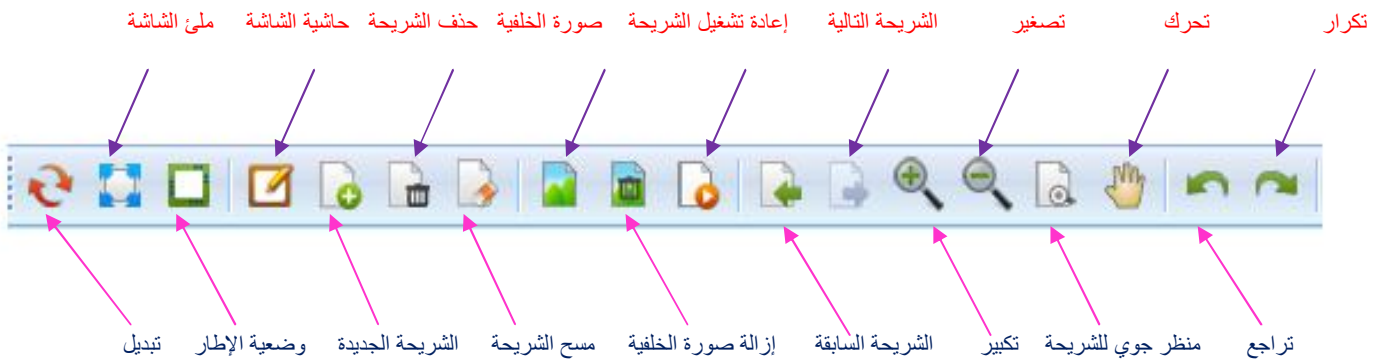 تكرار تحرك تصغير الشريحة التالية إعادة تشغيل الشريحة صورة الخلفية حذف الشريحة حاشية الشاشة ملئ الشاشة
تراجع منظر جوي للشريحة تكبير الشريحة السابقة إزالة صورة الخلفية مسح الشريحة الشريحة الجديدة وضعية الإطار تبديل